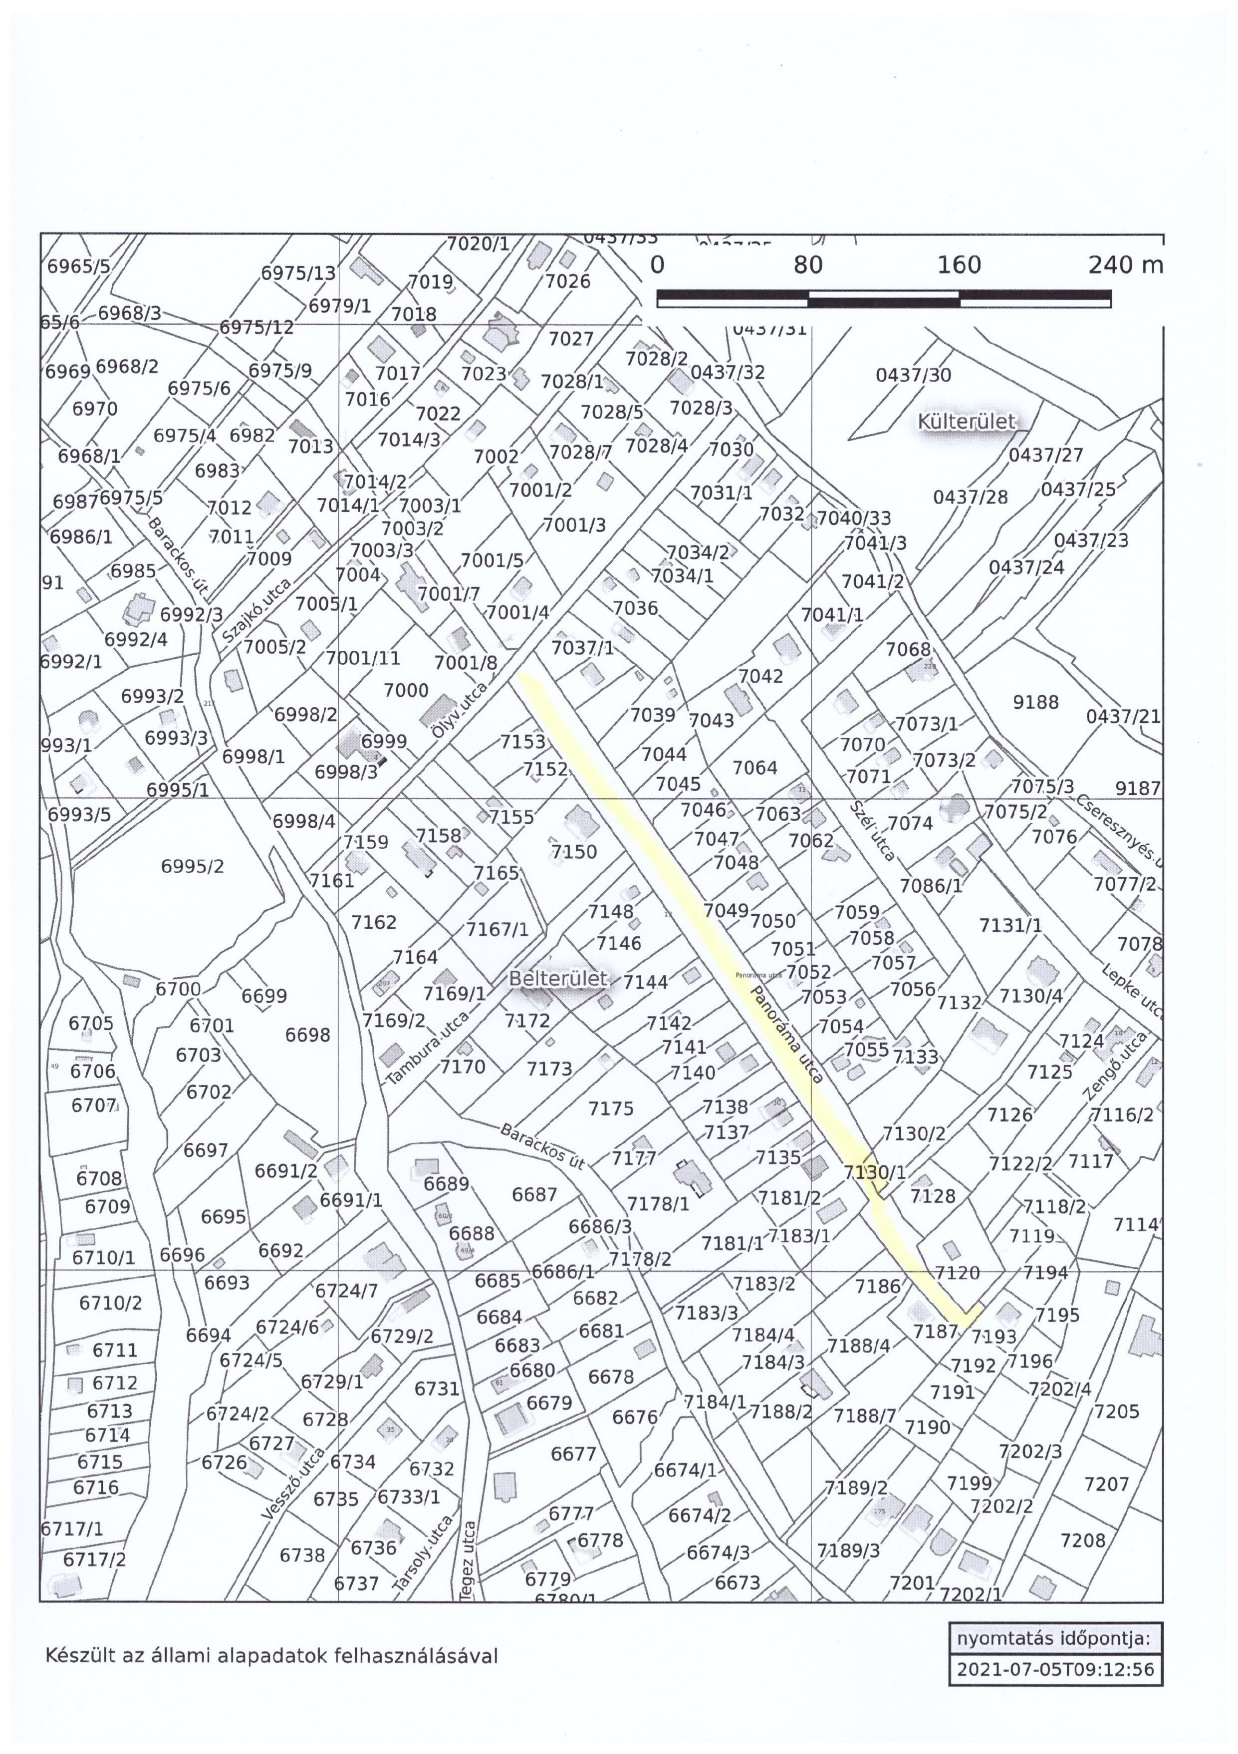 7020/1 0437/33
0 80 160 240 m
6965/5 6975/13 7019 7026
6968/3 6979/1 7018
65/6 6975/12 7027 0437/31
6969 6968/2 6975/9 7017 7023 7028/1 7028/2 0437/32 0437/30
6970 6975/6 7016 7022 7028/5 7028/3
Külterület
6975/4 6982 7013 7014/3 7028/4
6968/1 6983 7002 7028/7 7030 0437/27
6987 6975/5 7012 7014/2 7001/2 7031/1 0437/28 0437/25
7014/1 7003/1
6986/1 7011 7003/2 7001/3 7032 7040/33
Barackos út
7009 7003/3 7001/5 7034/2 7041/3 0437/23
91 6985 7004 7034/1 7041/2 0437/24
6992/3 7005/1 7001/7 7001/4 7036 7041/1
Szajkó utca
6992/4 7005/2 7001/11 7001/8 7037/1 7068
6992/1
6993/2 7000 7042 9188
Ölyv utca
993/1 6993/3 6998/2 6999 7153 7039 7043 7073/1 0437/21
6998/1 6998/3 7152 7044 7064 7070 7073/2
6995/1 7045 7071 7075/3 9187
6993/5 6998/4 7155 7046 7063 7074 7075/2
Szél utca
Cseresznyés u
7159 7158 7150 7047 7062 7076
6995/2 7161 7165 7048 7086/1 7077/2
7162 7167/1 7148 7049 7050 7059 7131/1
7146 7051 7058 7078
7164 Belterület 7144 7052 7057
Panoráma utca
Lepke utca
6700 6699 7169/1 7053 7056 7132 7130/4
6705 6701 6698 7169/2 7172 7142 7054
Tambura utca
Panoráma utca
6703 7141 7055 7133 7124
Zengő utca
6706 7170 7173 7140 7125
6707 6702 7175 7138 7126 7116/2
Barackos út
6697 7137 7130/2
6708 6691/2 7177 7135 7130/1 7122/2 7117
6689 6687 7178/1 7181/2 7128
6709 6695 6691/1 7118/2
6688 6686/3 7181/1 7183/1 7119 7114
6710/1 6696 6692 7178/2
6693 6685 6686/1 7183/2 7186 7120 7194
6710/2 6724/7 6682 7183/3
6694 6724/6 6729/2 6684 6681 7184/4 7188/4 7187 7193 7195
6711 6724/5 6683 7184/3 7192 7196
6712 6729/1 6680 6678 7191 7202/4
6731
6713 6724/2 6728 6679 6676 7184/1 7188/2 7188/7 7190 7205
6714 6727
6715 6726 6734 6732 6677 6674/1 7202/3
Vessző utca
6716 6735 6733/1 7189/2 7199 7207
6777 6674/2 7202/2
6717/1 6736 6778 7208
Tarsoly utca
Tegez utca
6717/2 6738 6674/3 7189/3
6737 6779 6673 7201
6780/1 7202/1
Készült az állami alapadatok felhasználásával
nyomtatás időpontja:
2021-07-05T09:12:56